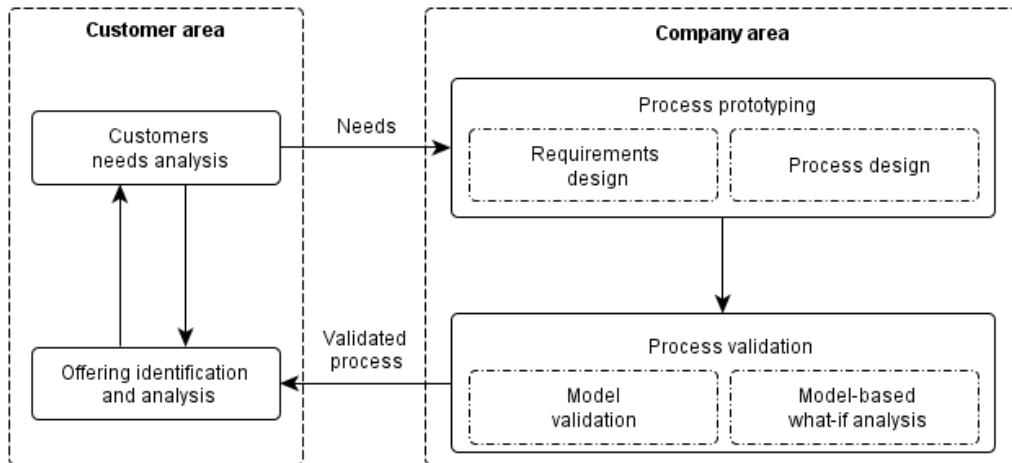 Customer area
Customers
needs analysis
Offering identification
and analysis
Needs
Validated
process
Company area
Process prototyping
Requirements
design
Process design
Process validation
Model
validation
Model-based
what-if analysis